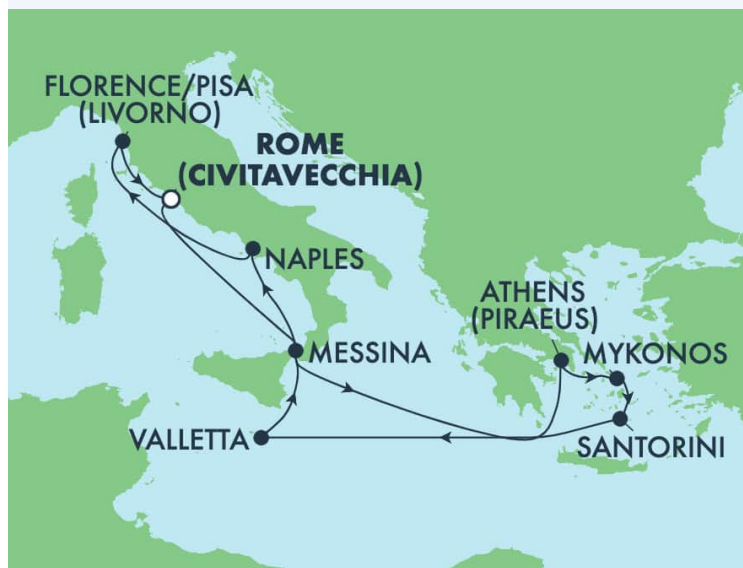 FLORENCE/PISA
(LIVORNO)
ROME
(CIVITAVECCHIA)
NAPLES
ATHENS
(PIRAEUS)
MESSINA
MYKONOS
VALLETTA
SANTORINI